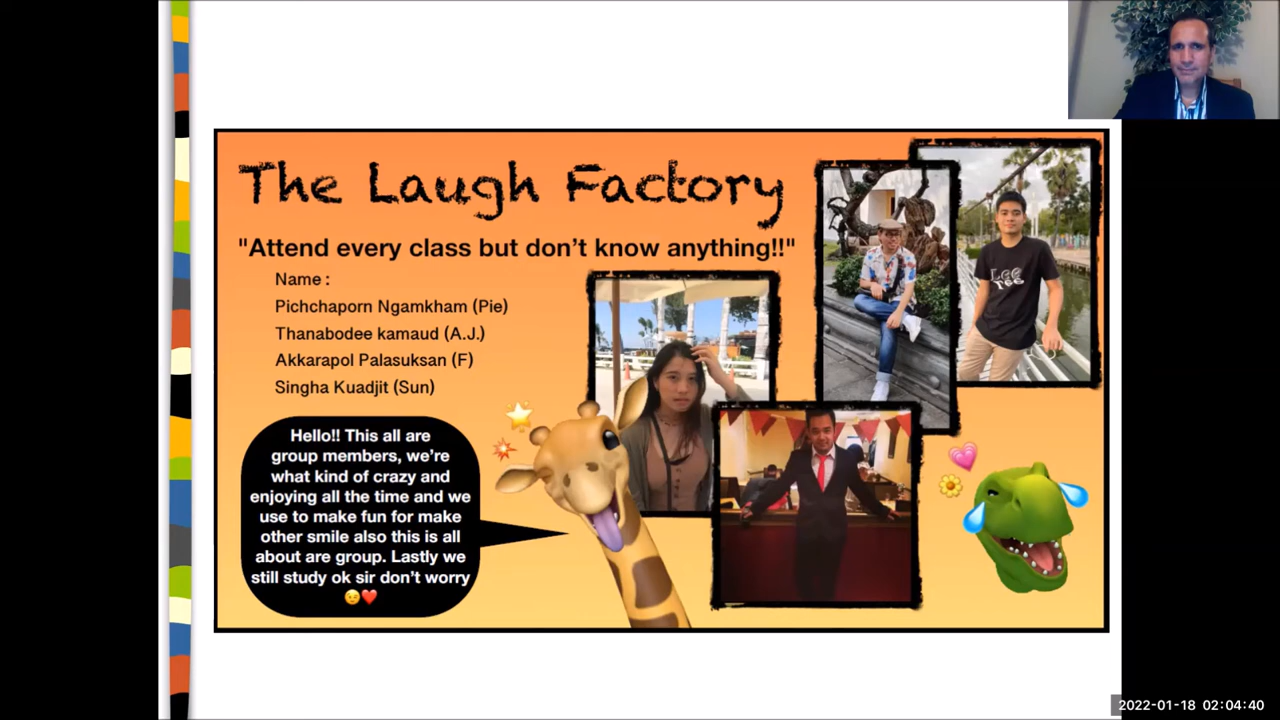 The Laugh Factory
"Attend every class but don't know anything!!"
Name :
Pichchaporn Ngamkham (Pie)
Thanabodee kamaud (A.J.)
Akkarapol Palasuksan (F)
Singha Kuadjit (Sun)
Hello!! This all are
group members, we're
what kind of crazy and
enjoying all the time and we
use to make fun for make
other smile also this is all
about are group. Lastly we
still study ok sir don't worry
😉❤️
LEE
TEE
2022-01-18 02:04:40